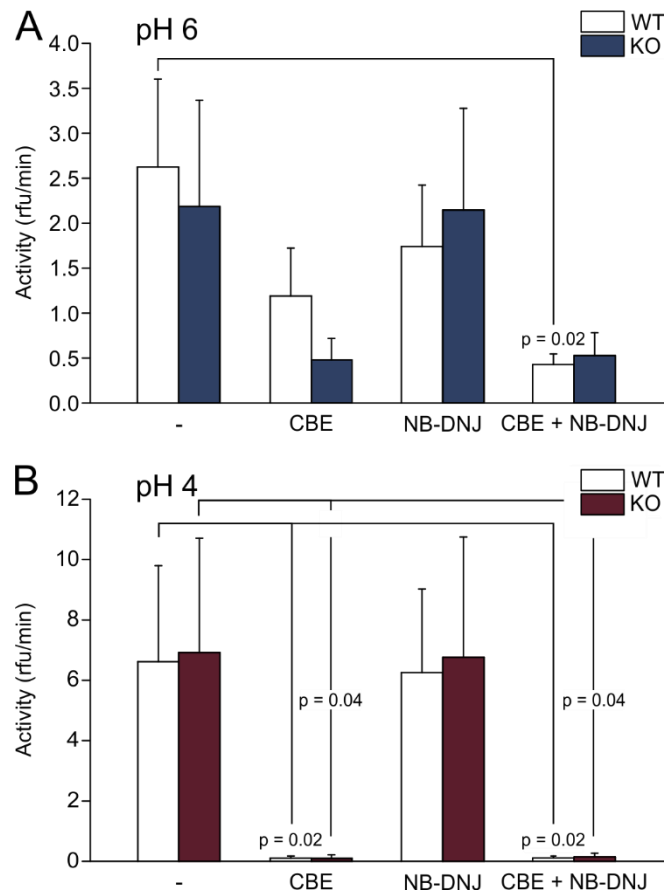 A
pH 6
WT
KO
4.0
3.5
3.0
2.5
2.0
1.5
1.0
0.5
0.0
Activity (rfu/min)
p = 0.02
-
CBE
NB-DNJ
CBE + NB-DNJ
B
pH 4
WT
KO
12
10
8
6
4
2
0
Activity (rfu/min)
p = 0.04
p = 0.04
p = 0.02
p = 0.02
-
CBE
NB-DNJ
CBE + NB-DNJ